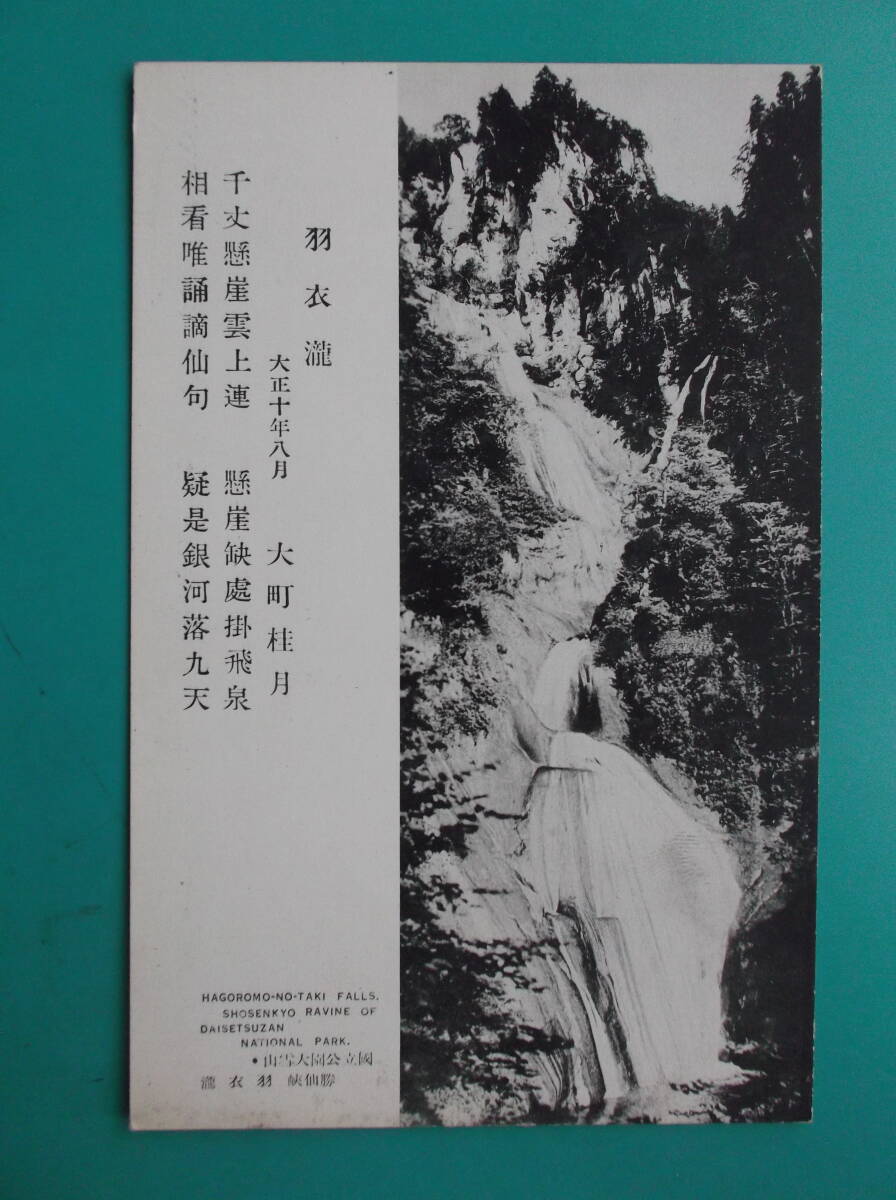 羽衣瀧
大正十年八月 大町桂月
千丈懸崖雲上連 懸崖缺處掛飛泉
相看唯誦謫仙句 疑是銀河落九天
HAGOROMO-NO-TAKI FALLS.
SHOSENKYO RAVINE OF
DAISETSUZAN
NATIONAL PARK.
國立公園大雪山・
勝仙峽 羽衣瀧